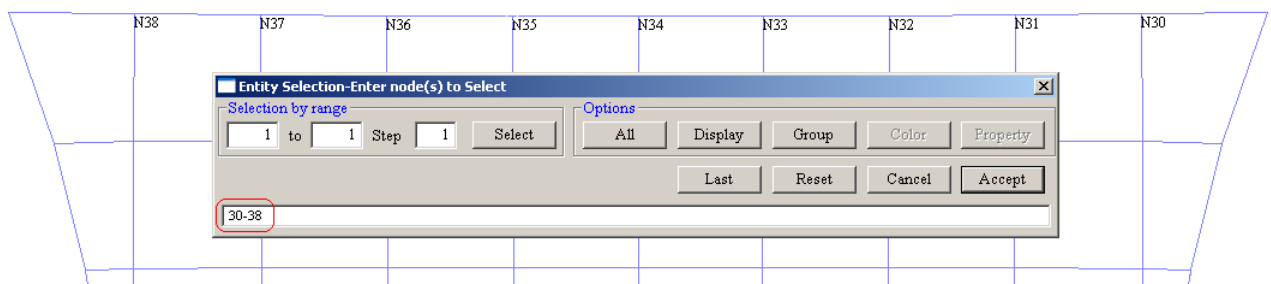 N38 N37 N36 N35 N34 N33 N32 N31 N30
Entity Selection-Enter node(s) to Select
Selection by range
Options
1 to 1 Step 1 Select All Display Group Color Property
Last Reset Cancel Accept
30-38